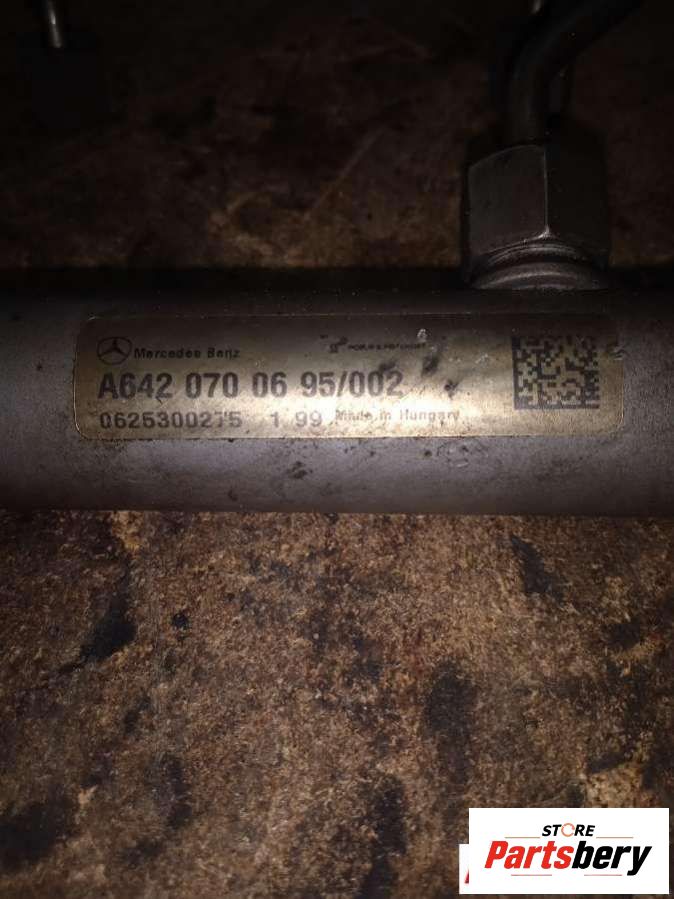 Mercedes Benz
A642 070 06 95/002
0625300275 1 99 Made in Hungary
STORE
Partsbery